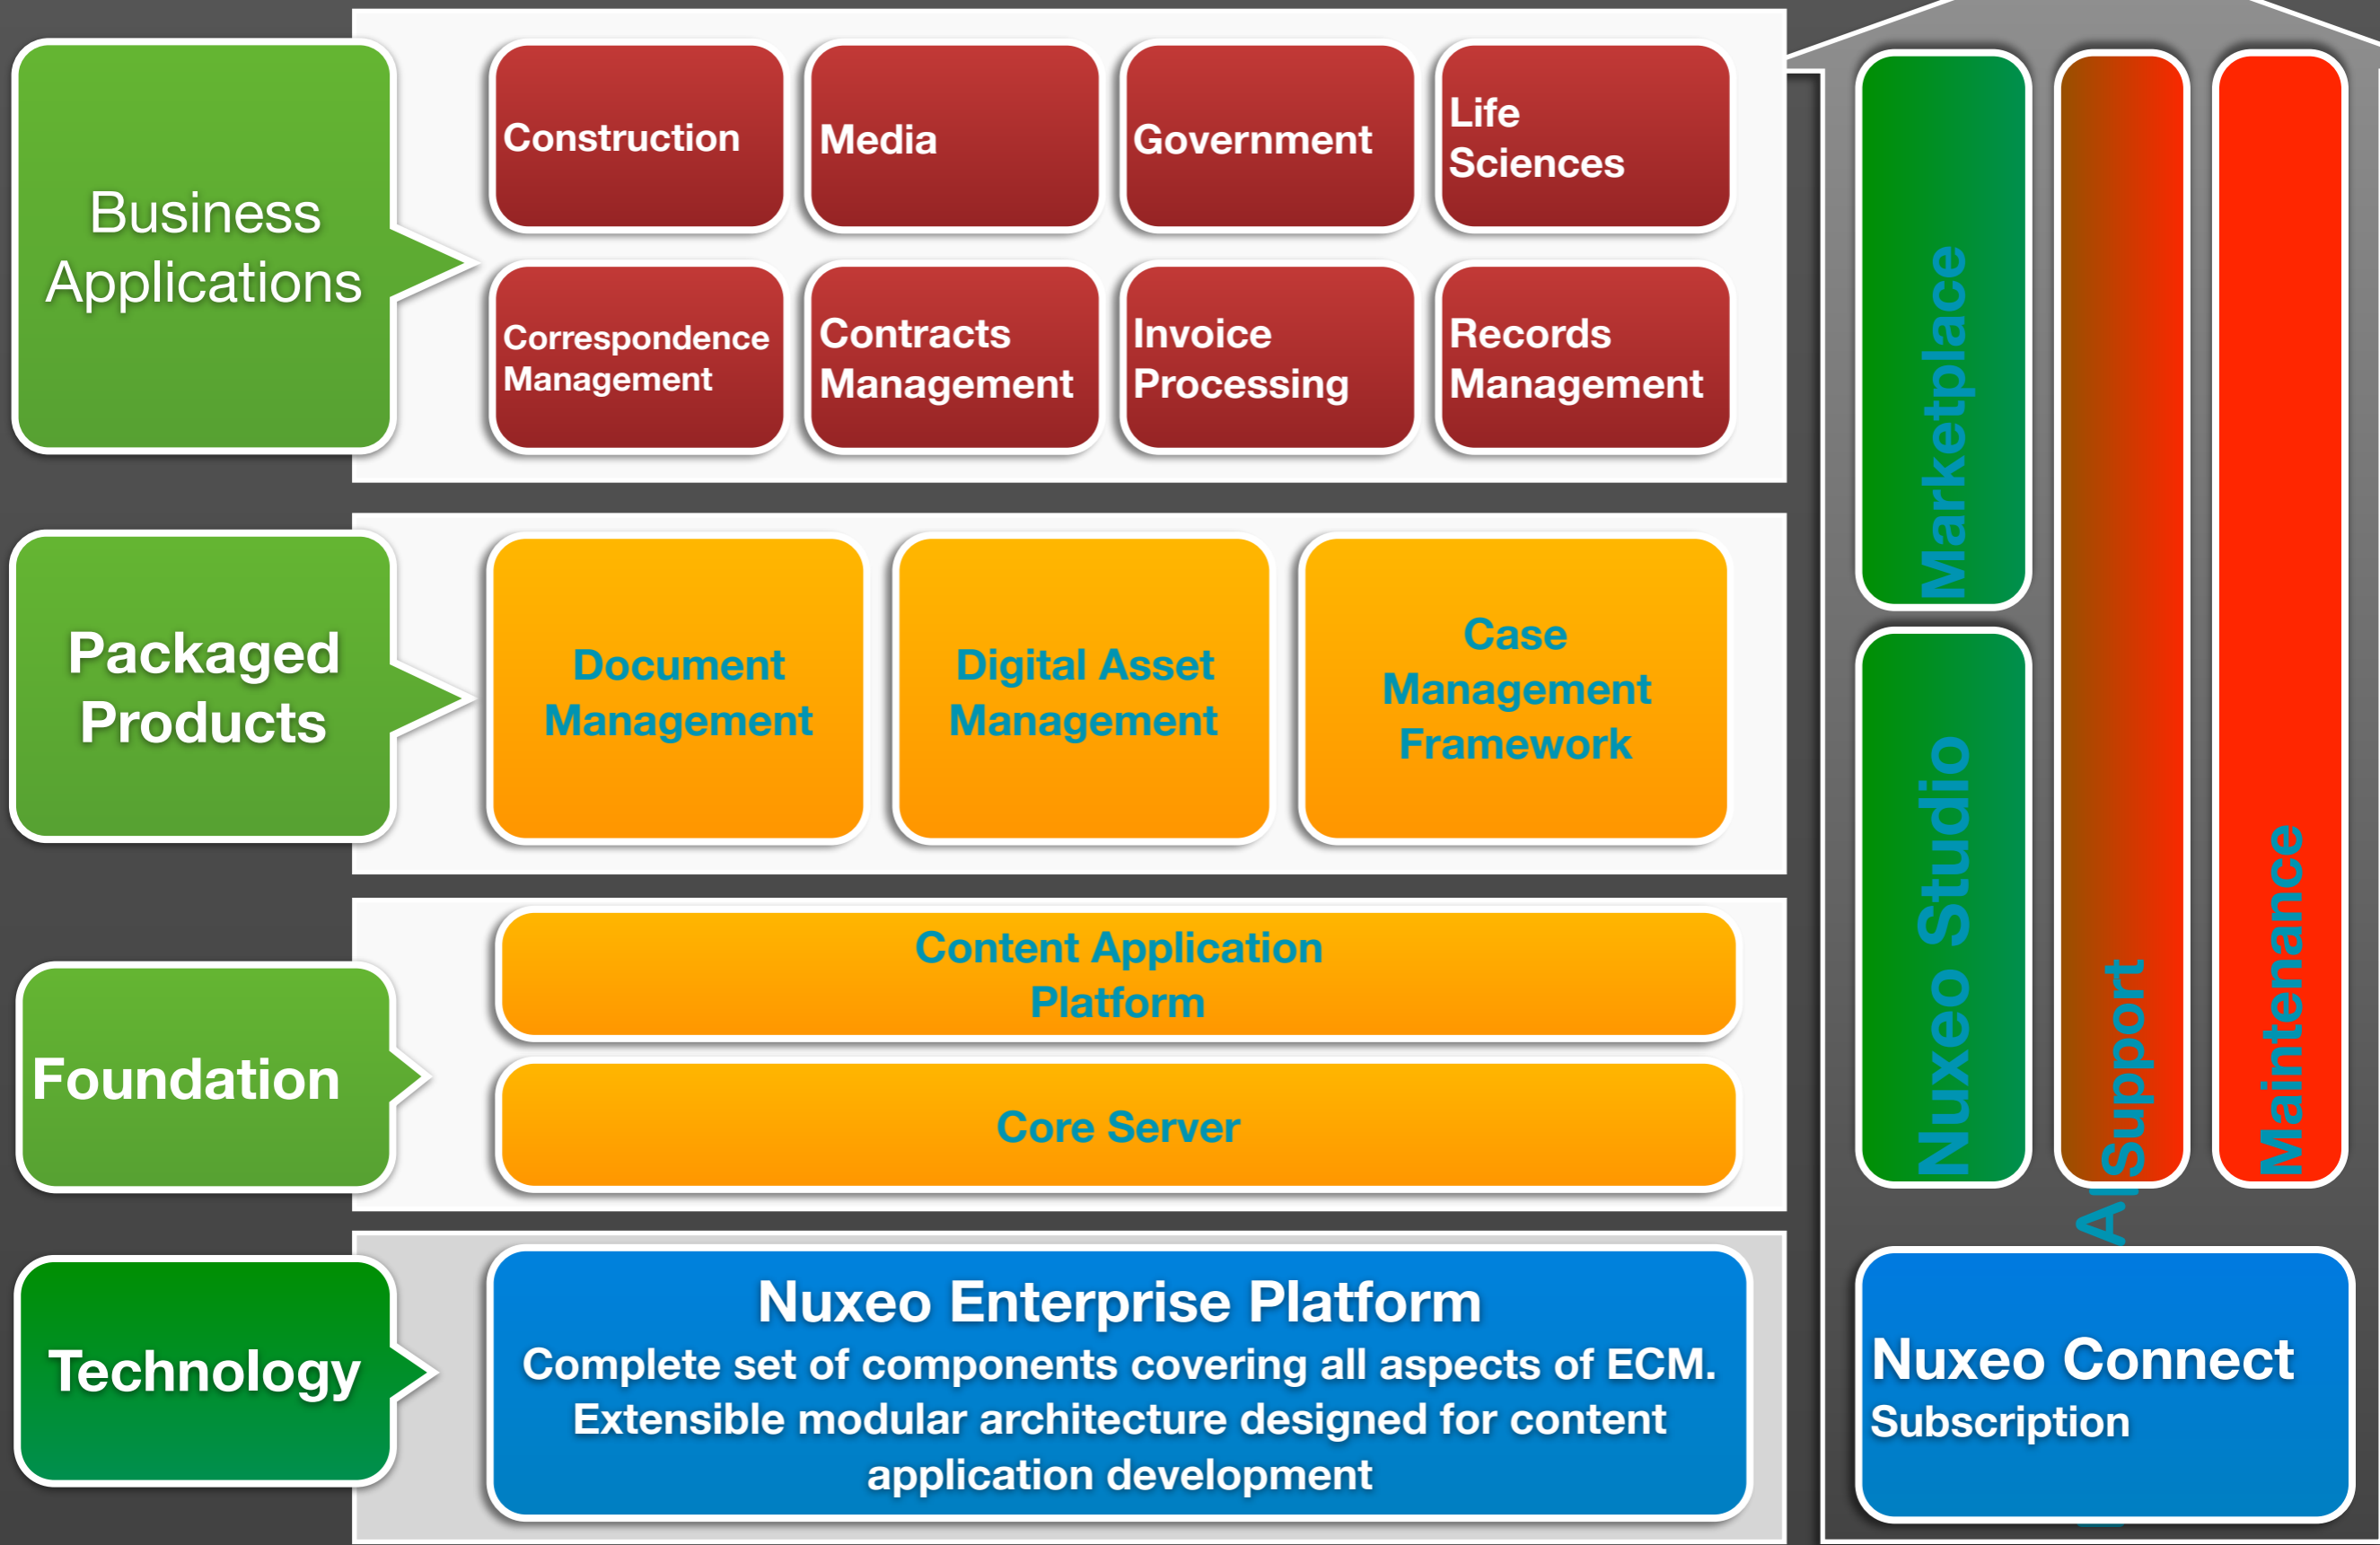 Business
Applications
Construction
Media
Government
Life
Sciences
Correspondence
Management
Contracts
Management
Invoice
Processing
Records
Management
Packaged
Products
Document
Management
Digital Asset
Management
Case
Management
Framework
Foundation
Content Application
Platform
Core Server
Technology
Nuxeo Enterprise Platform
Complete set of components covering all aspects of ECM.
Extensible modular architecture designed for content
application development
Marketplace
Nuxeo Studio
Support
Maintenance
Nuxeo Connect
Subscription